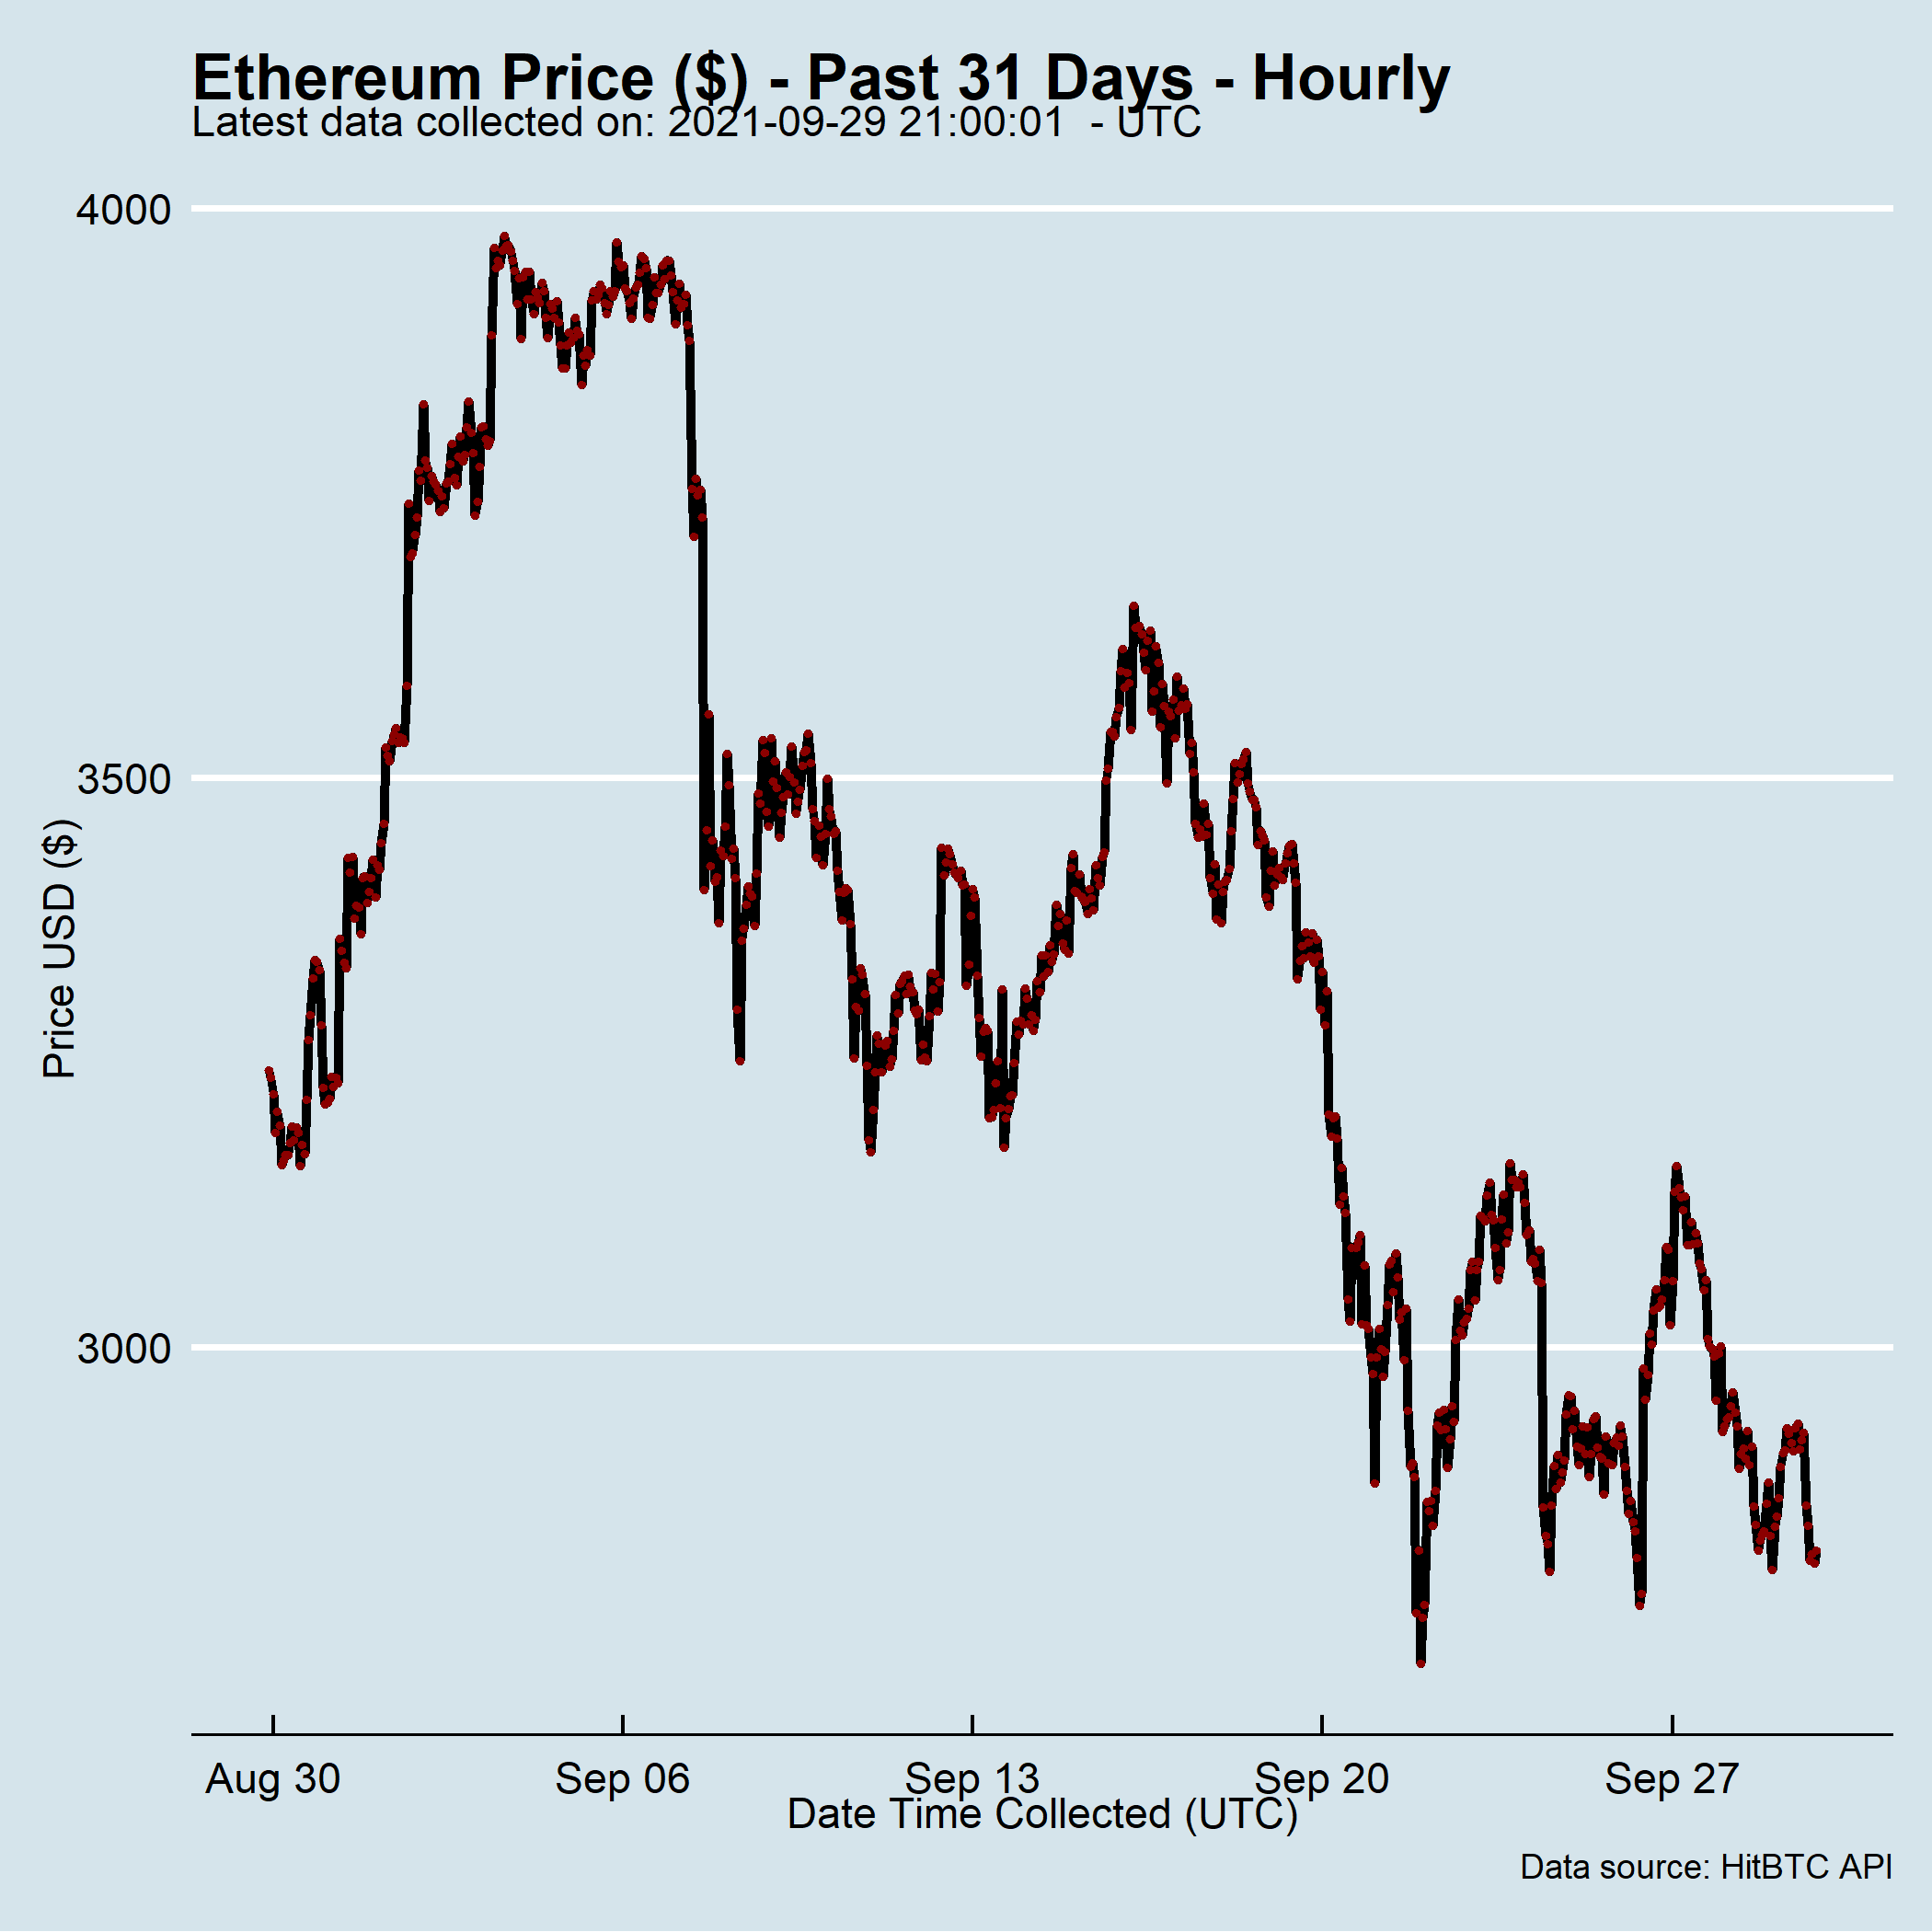 Ethereum Price ($) - Past 31 Days - Hourly
Latest data collected on: 2021-09-29 21:00:01  - UTC
4000
3500
3000
Price USD ($)
Aug 30
Sep 06
Sep 13
Sep 20
Sep 27
Date Time Collected (UTC)
Data source: HitBTC API